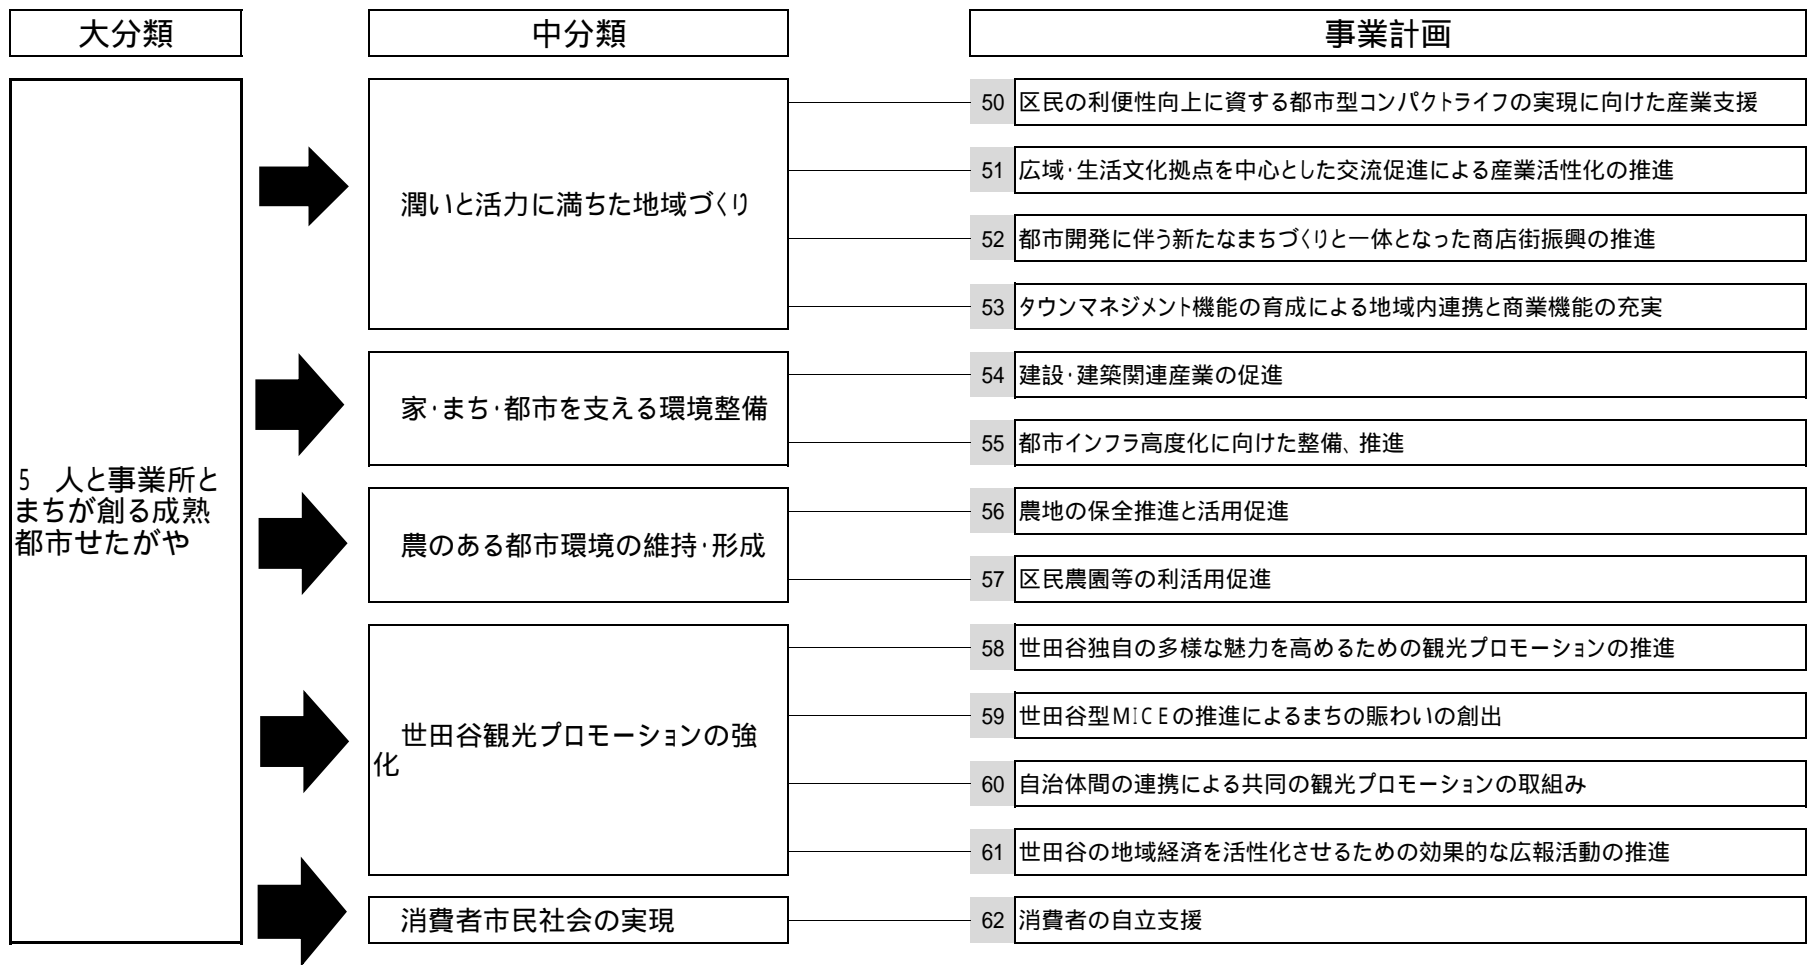 大分類
中分類
事業計画
5 人と事業所と
まちが創る成熟
都市せたがや
潤いと活力に満ちた地域づくり
50 区民の利便性向上に資する都市型コンパクトライフの実現に向けた産業支援
51 広域・生活文化拠点を中心とした交流促進による産業活性化の推進
52 都市開発に伴う新たなまちづくりと一体となった商店街振興の推進
53 タウンマネジメント機能の育成による地域内連携と商業機能の充実
家・まち・都市を支える環境整備
54 建設・建築関連産業の促進
55 都市インフラ高度化に向けた整備、推進
農のある都市環境の維持・形成
56 農地の保全推進と活用促進
57 区民農園等の利活用促進
世田谷観光プロモーションの強
化
58 世田谷独自の多様な魅力を高めるための観光プロモーションの推進
59 世田谷型MICEの推進によるまちの賑わいの創出
60 自治体間の連携による共同の観光プロモーションの取組み
61 世田谷の地域経済を活性化させるための効果的な広報活動の推進
消費者市民社会の実現
62 消費者の自立支援